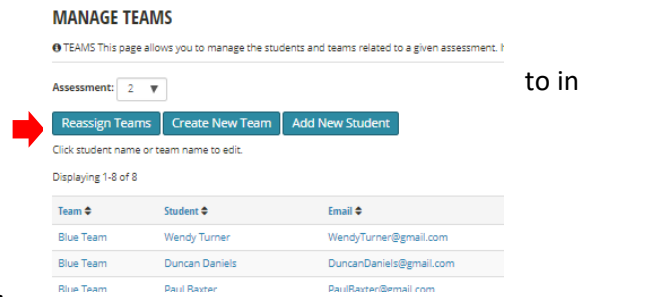 MANAGE TEAMS
TEAMS This page allows you to manage the students and teams related to a given assessment.
to in
Assessment: 2
Reassign Teams Create New Team Add New Student
Click student name or team name to edit.
Displaying 1-8 of 8
Team Student Email
Blue Team Wendy Turner WendyTurner@gmail.com
Blue Team Duncan Daniels DuncanDaniels@gmail.com
Blue Team Paul Baxter PaulBaxter@gmail.com